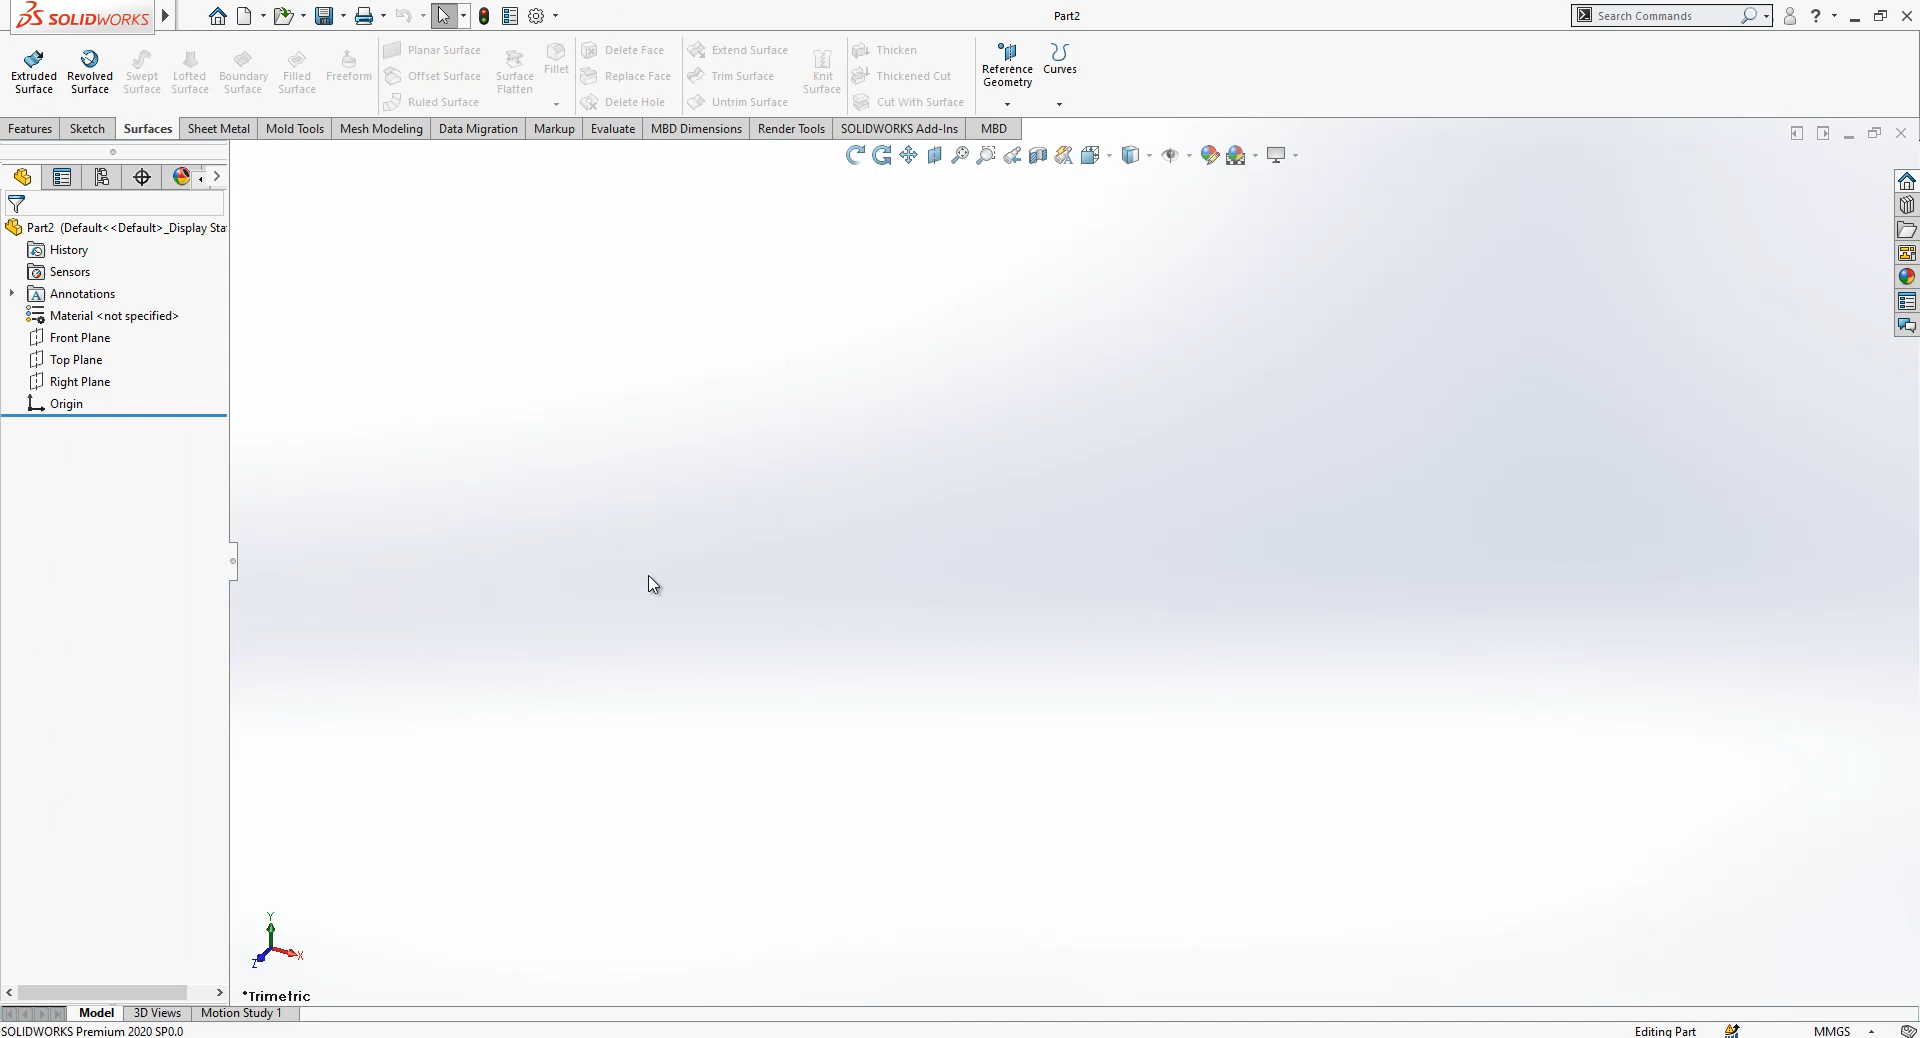 SOLIDWORKS
Part2
Search Commands
Extruded Surface
Revolved Surface
Swept Surface
Lofted Surface
Boundary Surface
Filled Surface
Freeform
Planar Surface
Offset Surface
Ruled Surface
Surface Flatten
Fillet
Delete Face
Replace Face
Delete Hole
Extend Surface
Trim Surface
Untrim Surface
Knit Surface
Thicken
Thickened Cut
Cut With Surface
Reference Geometry
Curves
Features
Sketch
Surfaces
Sheet Metal
Mold Tools
Mesh Modeling
Data Migration
Markup
Evaluate
MBD Dimensions
Render Tools
SOLIDWORKS Add-Ins
MBD
Part2 (Default<<Default>_Display Sta
History
Sensors
Annotations
Material <not specified>
Front Plane
Top Plane
Right Plane
Origin
Y
X
Z
*Trimetric
Model
3D Views
Motion Study 1
SOLIDWORKS Premium 2020 SP0.0
Editing Part
MMGS